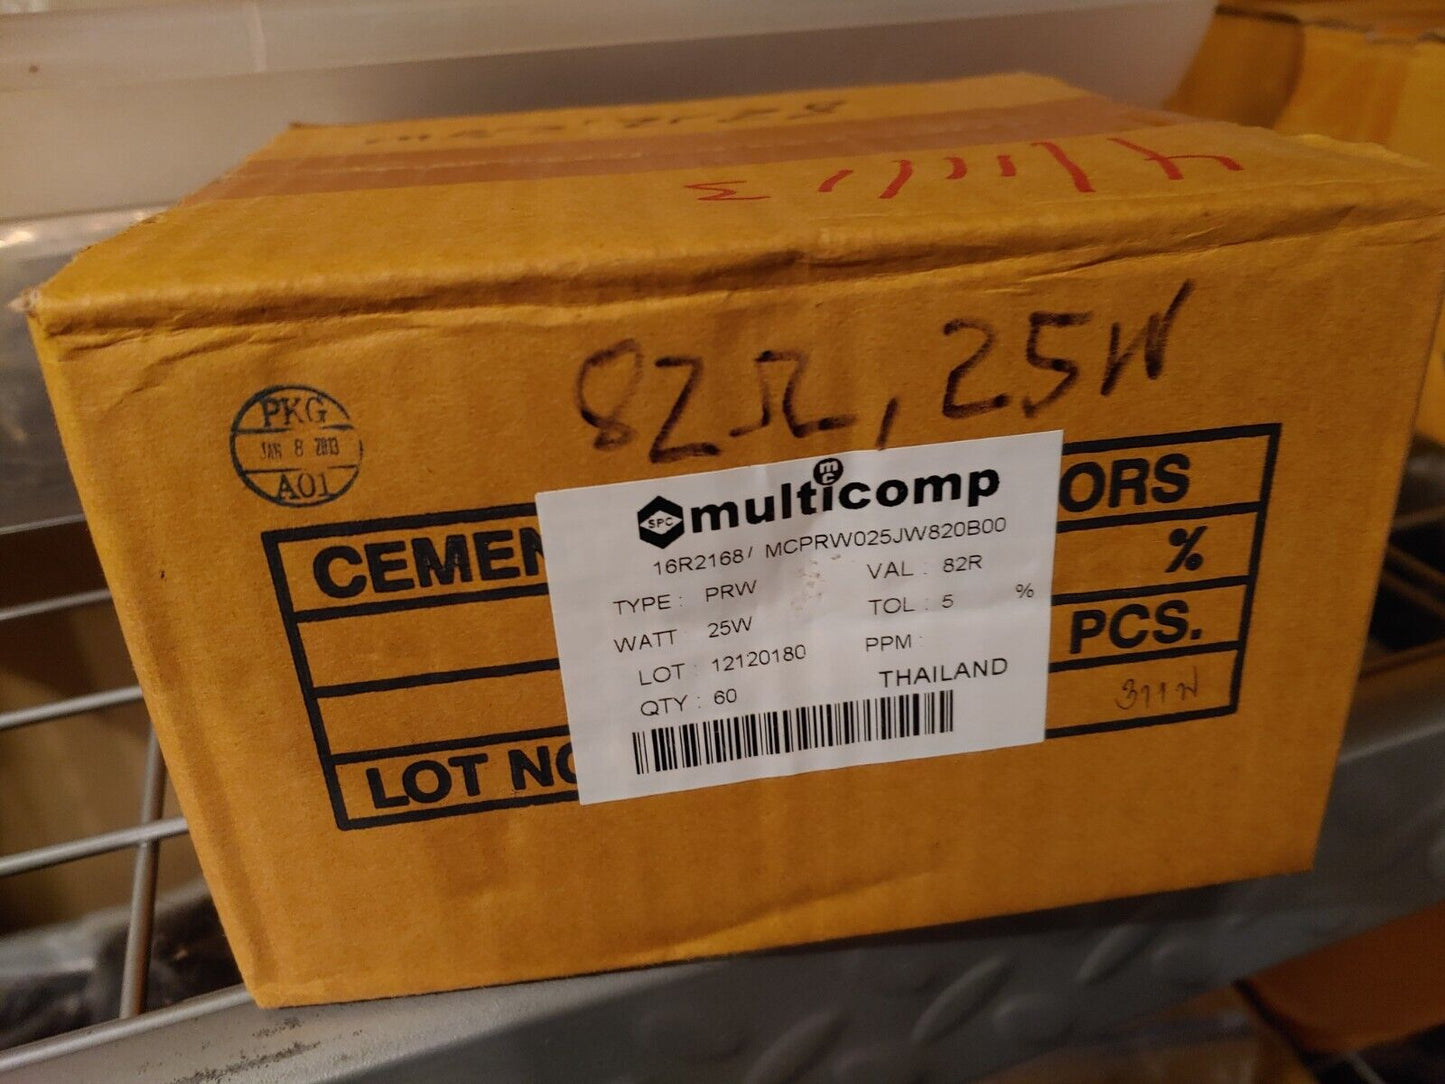 82Ω, 25W
PKG
JAN 8 2013
A01
CEMEN
ORS
%
PCS.
LOT NO
mc
SPC multicomp
16R2168/ MCPRW025JW820B00
TYPE : PRW VAL : 82R
WATT 25W TOL : 5 %
LOT : 12120180 PPM :
QTY : 60 THAILAND